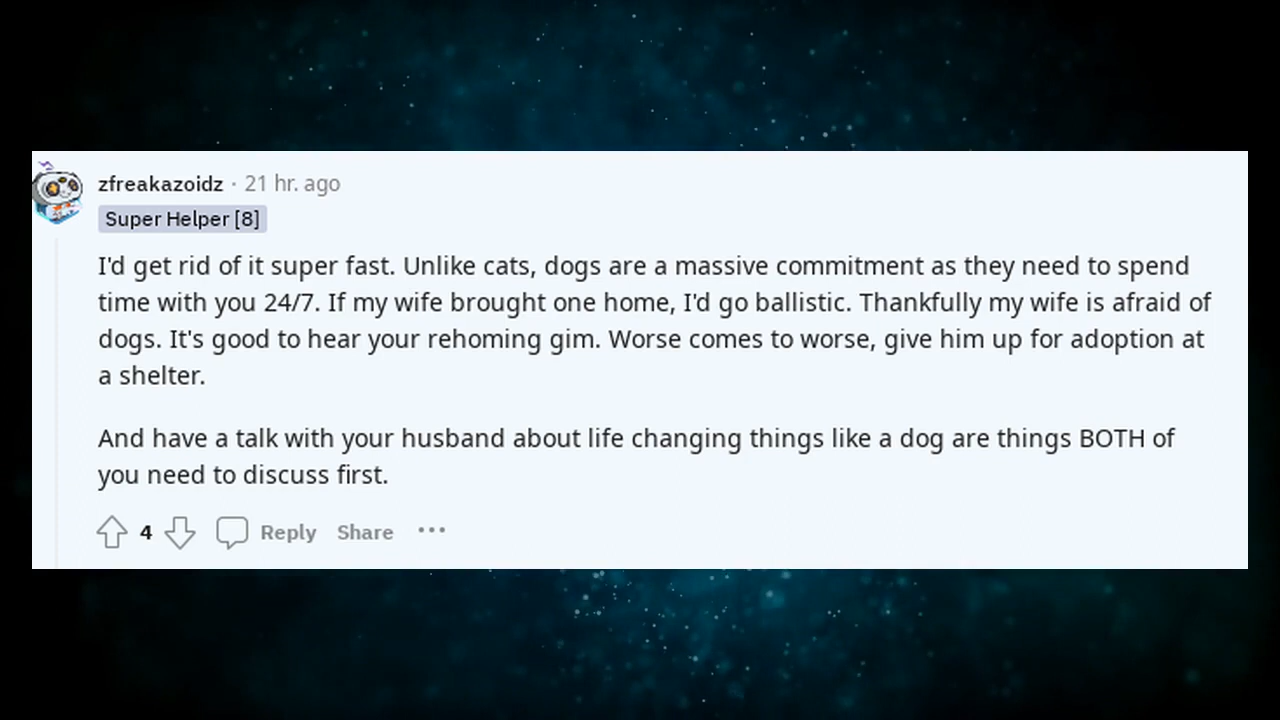 zfreakazoidz · 21 hr. ago
Super Helper [8]
I'd get rid of it super fast. Unlike cats, dogs are a massive commitment as they need to spend
time with you 24/7. If my wife brought one home, I'd go ballistic. Thankfully my wife is afraid of
dogs. It's good to hear your rehoming gim. Worse comes to worse, give him up for adoption at
a shelter.
And have a talk with your husband about life changing things like a dog are things BOTH of
you need to discuss first.
4 Reply Share ···